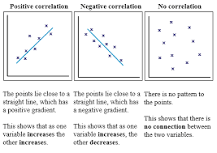 Positive correlation
Negative correlation
No correlation
The points lie close to a
straight line, which has
a positive gradient.
This shows that as one
variable increases the
other increases.
The points lie close to a
straight line, which has
a negative gradient.
This shows that as one
variable increases, the
other decreases.
There is no pattern to
the points.
This shows that there is
no connection between
the two variables.